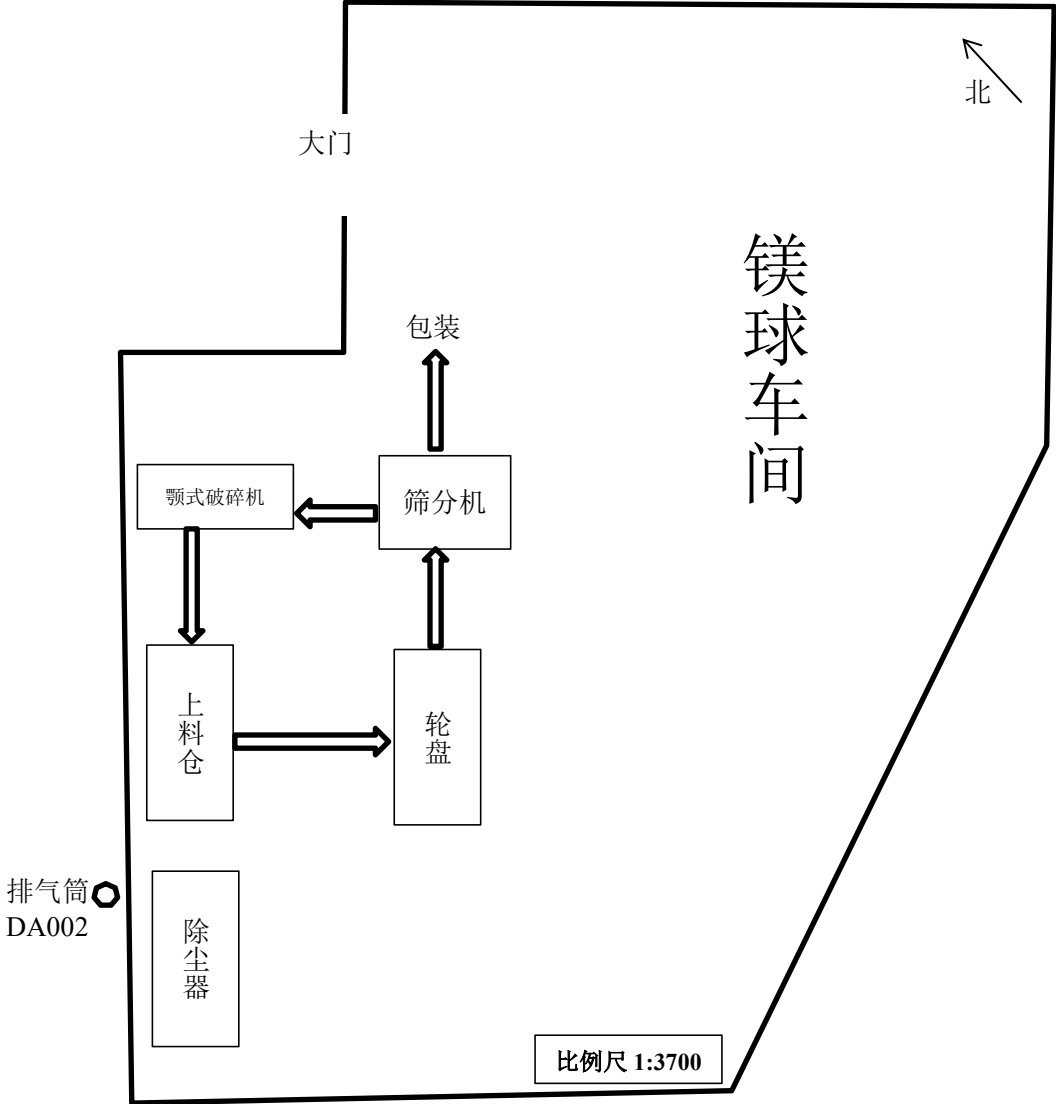 北
大门
镁球车间
包装
颚式破碎机
筛分机
上料仓
轮盘
排气筒
DA002
除尘器
比例尺 1:3700